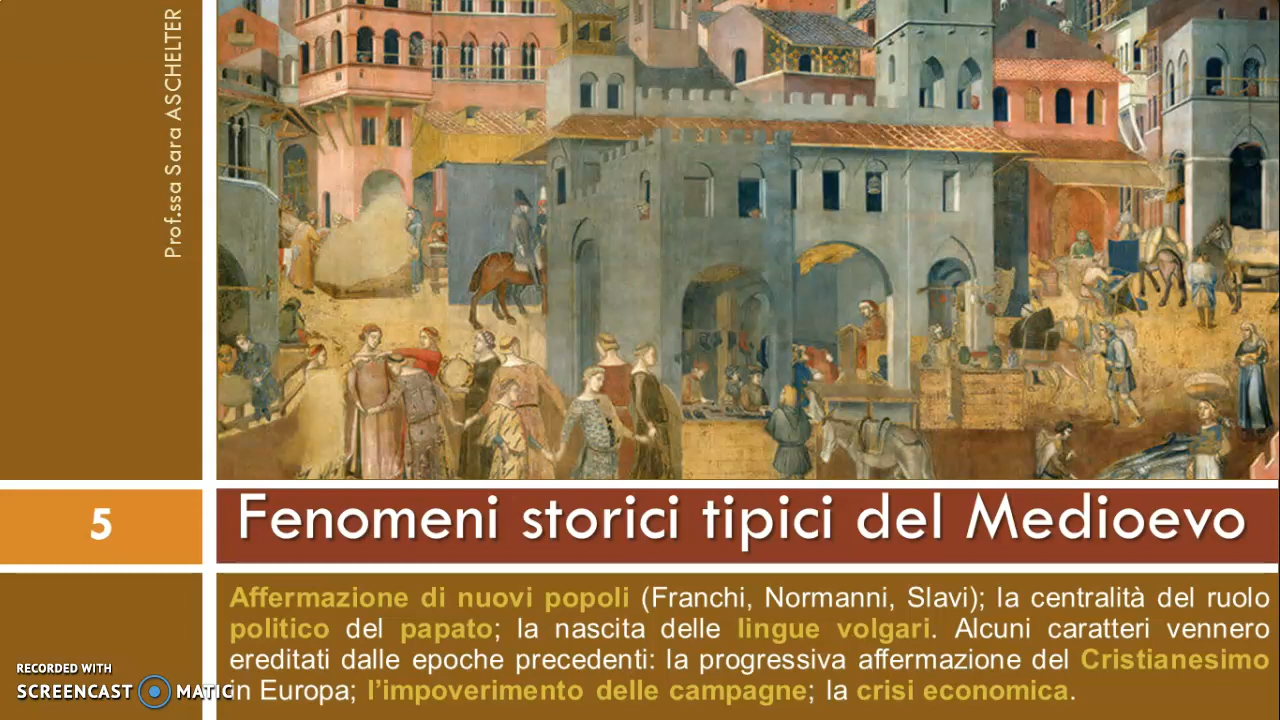 Prof.ssa Sara ASCHELTER
5
Fenomeni storici tipici del Medioevo
Affermazione di nuovi popoli (Franchi, Normanni, Slavi); la centralità del ruolo
politico del papato; la nascita delle lingue volgari. Alcuni caratteri vennero
ereditati dalle epoche precedenti: la progressiva affermazione del Cristianesimo
in Europa; l’impoverimento delle campagne; la crisi economica.
RECORDED WITH
SCREENCAST MATIC